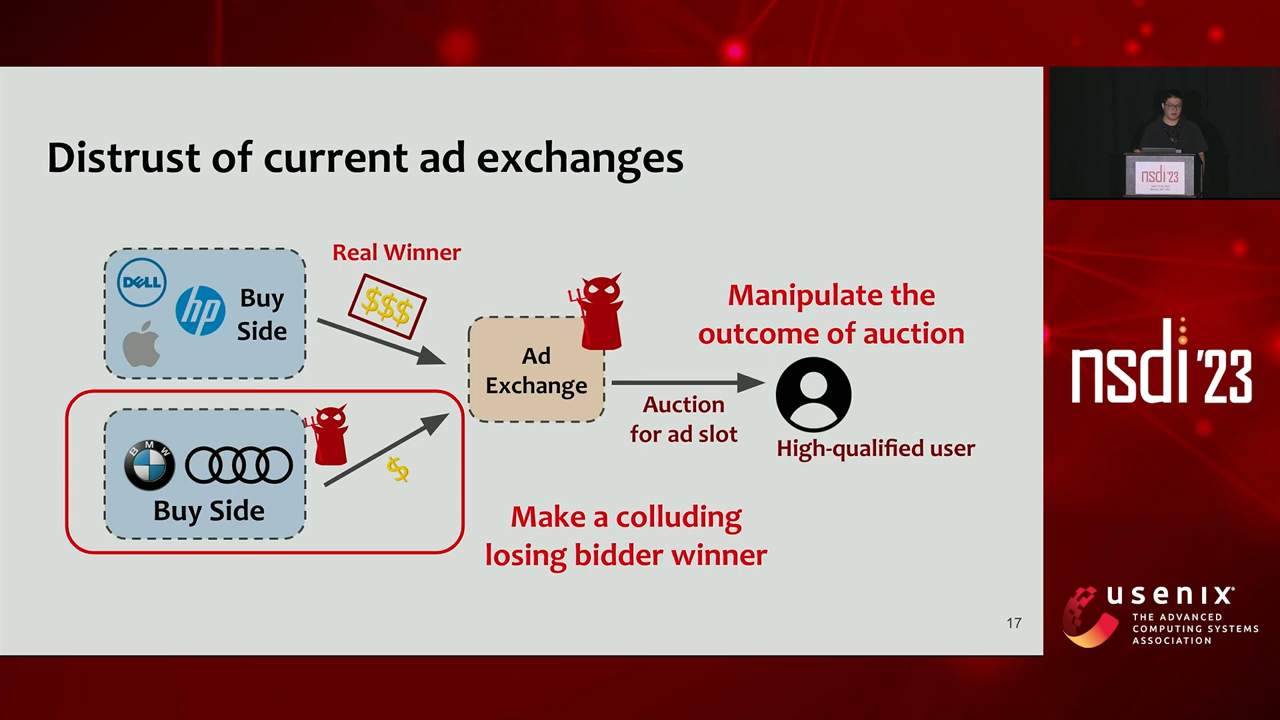 Distrust of current ad exchanges
Real Winner
$$$
DELL
hp
Buy
Side
Manipulate the
outcome of auction
Ad
Exchange
Auction
for ad slot
High-qualified user
BMW
$
Buy Side
Make a colluding
losing bidder winner
17
nsdi'23
nsdi'23
usenix
THE ADVANCED
COMPUTING SYSTEMS
ASSOCIATION